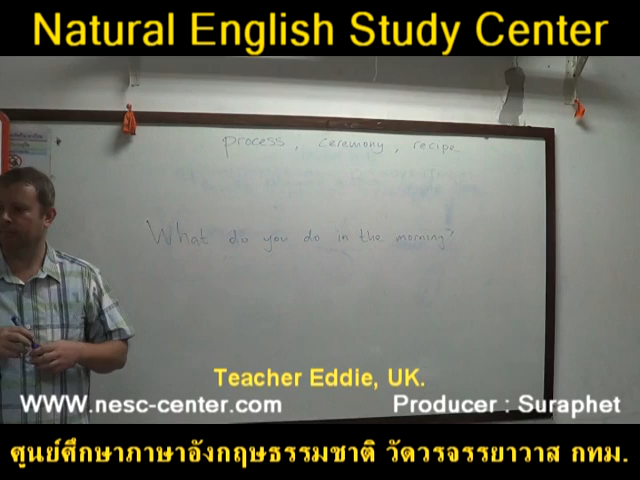 Natural English Study Center
process, ceremony, recipe
What do you do in the morning?
Teacher Eddie, UK.
WWW.nesc-center.com Producer : Suraphet
ศูนย์ศึกษาภาษาอังกฤษธรรมชาติ วัดวรจรรยาวาส กทม.